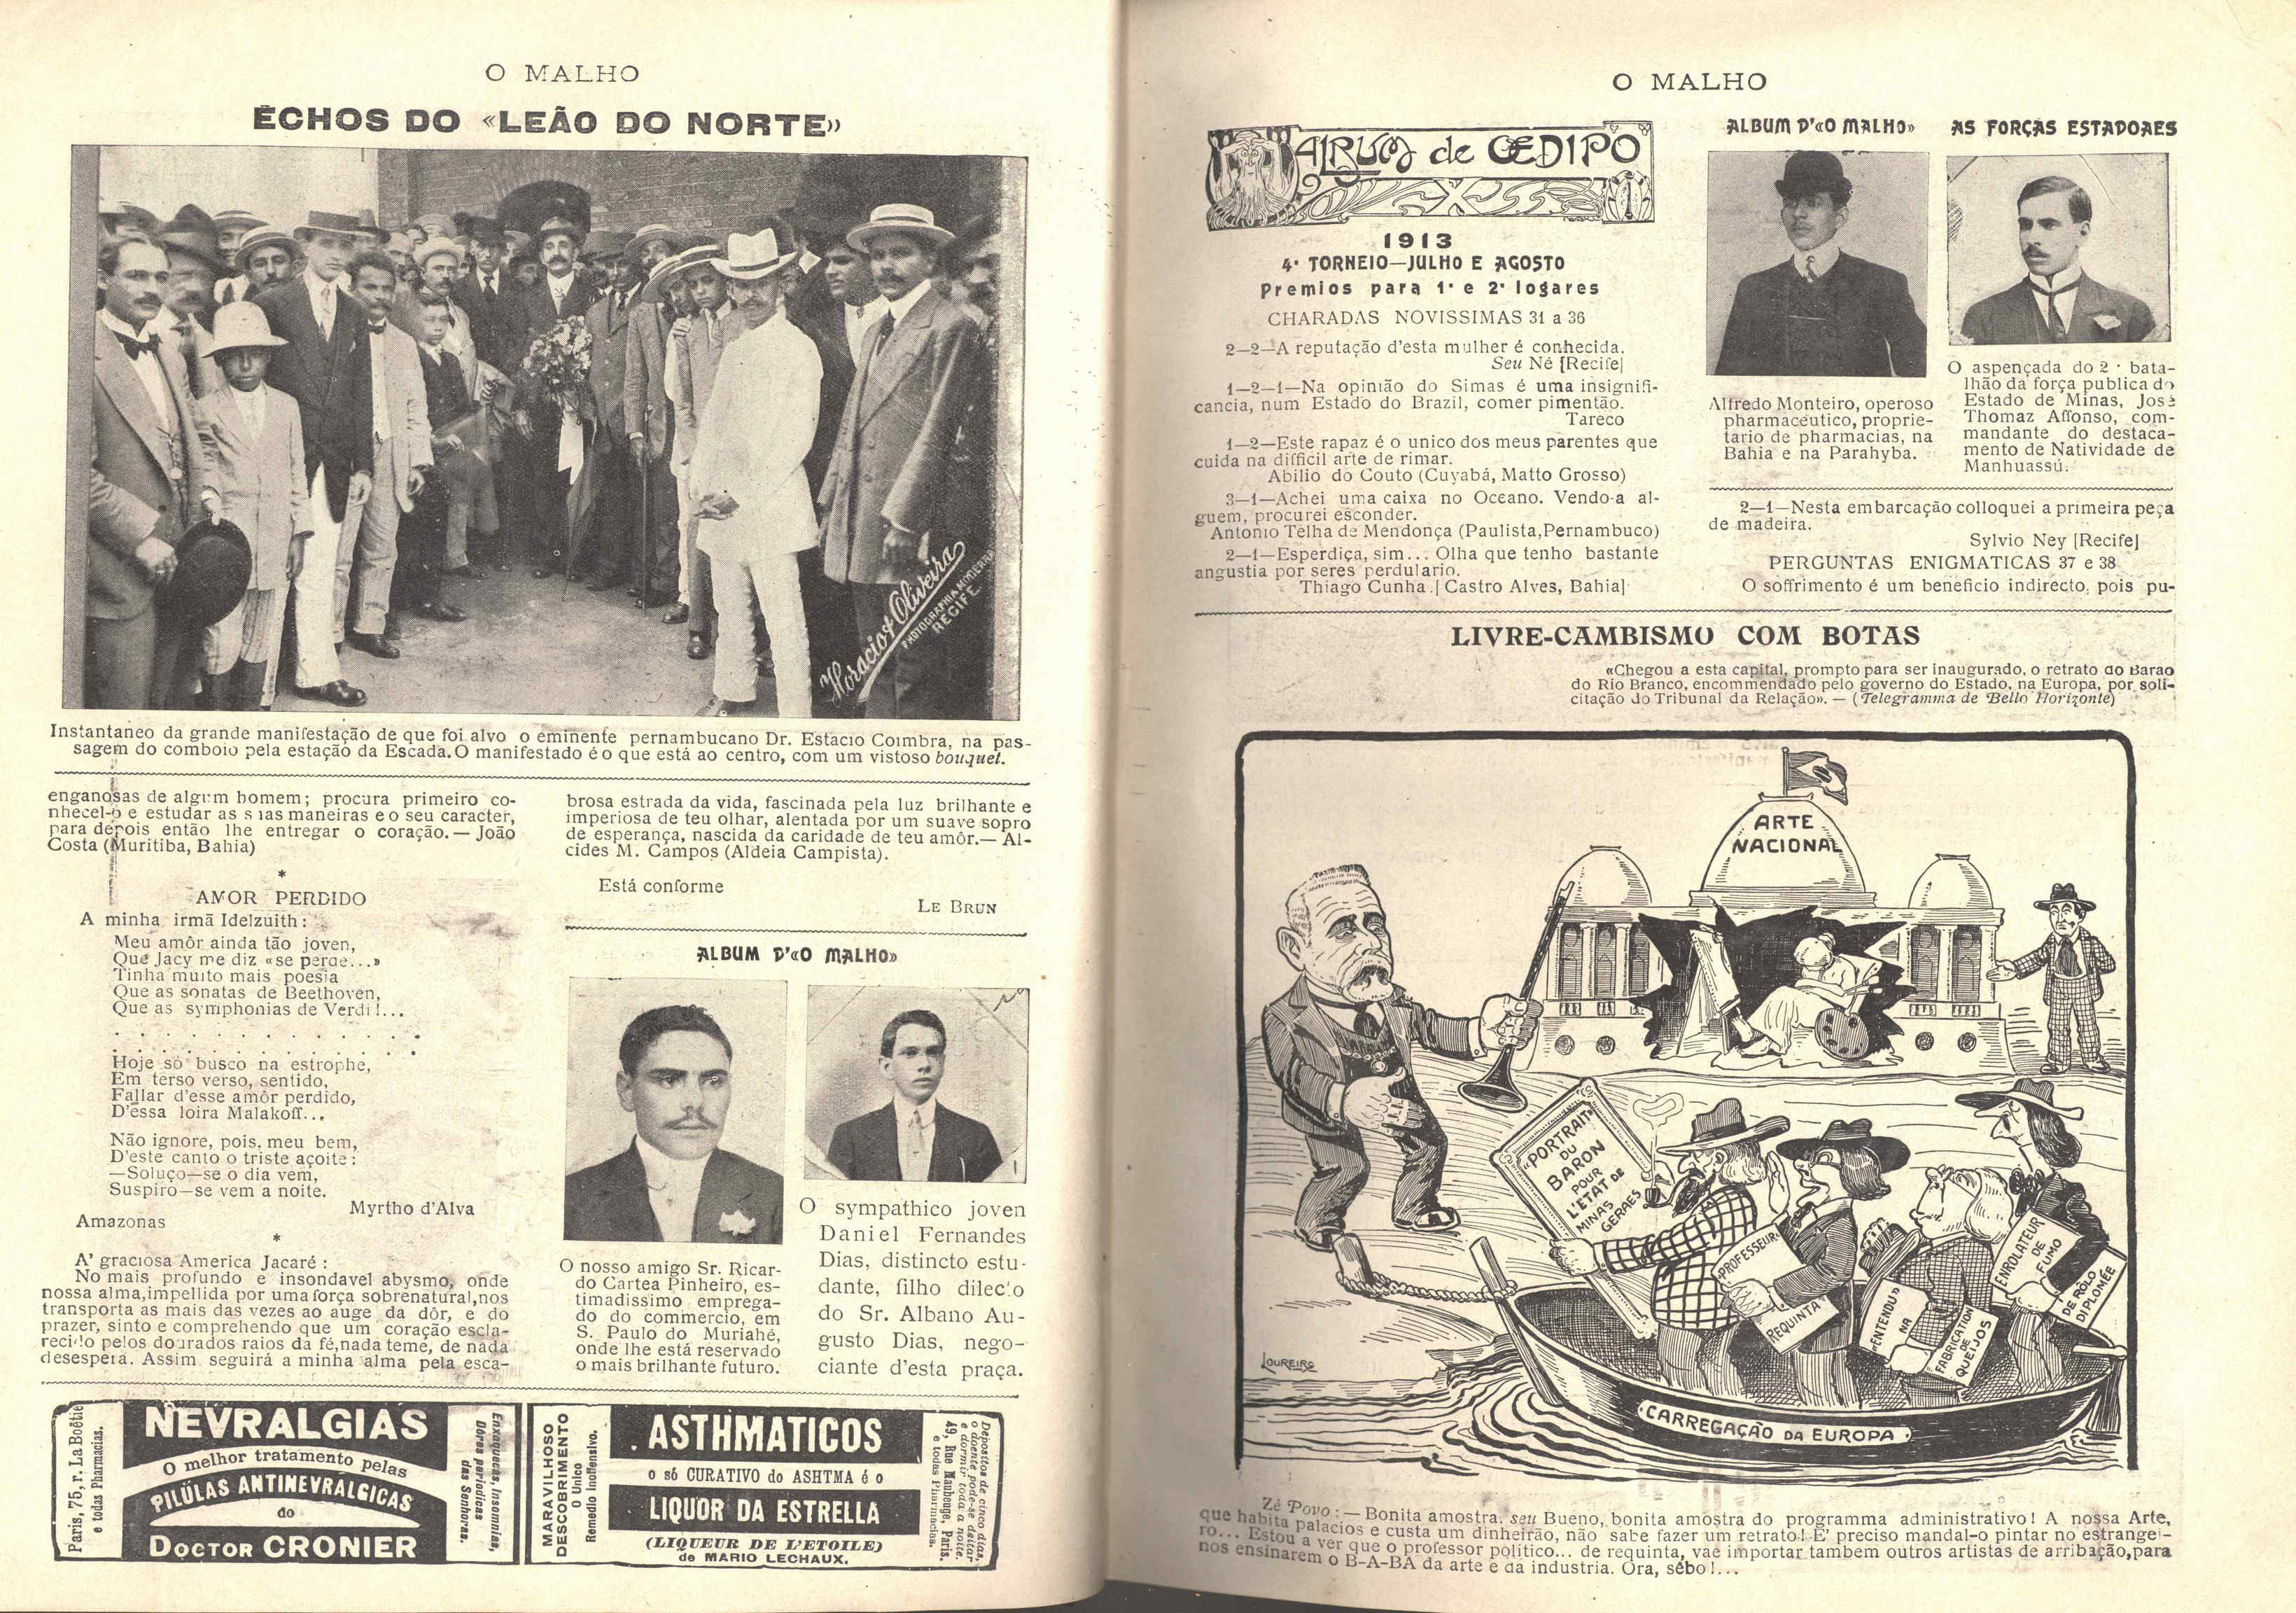 O MALHO
ÉCHOS DO «LEÃO DO NORTE»
Horacio & Oliveira
PHOTOGRAPHIA MODERNA
RECIFE
Instantaneo da grande manifestação de que foi alvo o eminente pernambucano Dr. Estacio Coimbra, na pas-
sagem do comboio pela estação da Escada. O manifestado é o que está ao centro, com um vistoso bouquet.
enganosas de algum homem; procura primeiro co-
nhecel-o e estudar as suas maneiras e o seu caracter,
para depois então lhe entregar o coração. — João
Costa (Muritiba, Bahia)
*
AMOR PERDIDO
A minha irmã Idelzuith:
Meu amôr ainda tão joven,
Que Jacy me diz «se perde...»
Tinha muito mais poesia
Que as sonatas de Beethoven,
Que as symphonias de Verdi!...
. . . . . . . . . . . . .
. . . . . . . . . . . . .
Hoje só busco na estrophe,
Em terso verso, sentido,
Fallar d'esse amôr perdido,
D'essa loira Malakoff...
Não ignore, pois, meu bem,
D'este canto o triste açoite:
—Soluço—se o dia vem,
Suspiro—se vem a noite.
Myrtho d'Alva
Amazonas
*
A' graciosa America Jacaré:
No mais profundo e insondavel abysmo, onde
nossa alma, impellida por uma força sobrenatural, nos
transporta as mais das vezes ao auge da dôr, e do
prazer, sinto e comprehendo que um coração escla-
recido pelos dourados raios da fé, nada teme, de nada
desespera. Assim seguirá a minha alma pela esca-
brosa estrada da vida, fascinada pela luz brilhante e
imperiosa de teu olhar, alentada por um suave sopro
de esperança, nascida da caridade de teu amôr.— Al-
cides M. Campos (Aldeia Campista).
Está conforme
LE BRUN
ALBUM D'«O MALHO»
O nosso amigo Sr. Ricar-
do Cartea Pinheiro, es-
timadissimo emprega-
do do commercio, em
S. Paulo do Muriahé,
onde lhe está reservado
o mais brilhante futuro.
O sympathico joven
Daniel Fernandes
Dias, distincto estu-
dante, filho dilecto
do Sr. Albano Au-
gusto Dias, nego-
ciante d'esta praça.
Paris, 75, r. La Boëtie
e todas Pharmacias.
NEVRALGIAS
O melhor tratamento pelas
PILULAS ANTINEVRALGICAS
do
DOCTOR CRONIER
Enxaquecas, Insomnias,
Dôres periodicas
das Senhoras.
MARAVILHOSO
DESCOBRIMENTO
O Unico
Remedio Inoffensivo.
ASTHMATICOS
o só CURATIVO do ASHTMA é o
LIQUOR DA ESTRELLA
(LIQUEUR DE L'ETOILE)
de MARIO LECHAUX.
Depositos de cinco dias,
o doente pode-se deitar
e dormir toda a noite.
49, Rue Maubeuge, Paris,
e todas Pharmacias.
O MALHO
ALBUM de ŒDIPO
1913
4º TORNEIO—JULHO E AGOSTO
Premios para 1º e 2º logares
CHARADAS NOVISSIMAS 31 a 36
2—2—A reputação d'esta mulher é conhecida.
Seu Né [Recife]
1—2—1—Na opinião do Simas é uma insignifi-
cancia, num Estado do Brazil, comer pimentão.
Tareco
1—2—Este rapaz é o unico dos meus parentes que
cuida na difficil arte de rimar.
Abilio do Couto (Cuyabá, Matto Grosso)
3—1—Achei uma caixa no Oceano. Vendo-a al-
guem, procurei esconder.
Antonio Telha de Mendonça (Paulista, Pernambuco)
2—1—Esperdiça, sim... Olha que tenho bastante
angustia por seres perdulario.
Thiago Cunha [Castro Alves, Bahia]
ALBUM D'«O MALHO»
Alfredo Monteiro, operoso
pharmaceutico, proprie-
tario de pharmacias, na
Bahia e na Parahyba.
AS FORÇAS ESTADOAES
O aspençada do 2º bata-
lhão da força publica do
Estado de Minas, José
Thomaz Affonso, com-
mandante do destaca-
mento de Natividade de
Manhuassú.
2—1—Nesta embarcação colloquei a primeira peça
de madeira.
Sylvio Ney [Recife]
PERGUNTAS ENIGMATICAS 37 e 38
O soffrimento é um beneficio indirecto, pois pu-
LIVRE-CAMBISMO COM BOTAS
«Chegou a esta capital, prompto para ser inaugurado, o retrato do Barão
do Rio Branco, encommendado pelo governo do Estado, na Europa, por soli-
citação do Tribunal da Relação». — (Telegramma de Bello Horizonte)
ARTE
NACIONAL
«PORTRAIT»
DU
BARON
POUR
L'ETAT DE
MINAS
GERAES
«PROFESSEUR»
REQUINTA
«ENTENDU»
NA
FABRICATION
DE
QUEIJOS
ENROLATEUR
DE
FUMO
DE RÔLO
DIPLOMÉE
LOUREIRO
CARREGAÇÃO DA EUROPA
Zé Povo: — Bonita amostra, seu Bueno, bonita amostra do programma administrativo! A nossa Arte,
que habita palacios e custa um dinheirão, não sabe fazer um retrato! E' preciso mandal-o pintar no estrangei-
ro... Estou a ver que o professor politico... de requinta, vae importar tambem outros artistas de arribação, para
nos ensinarem o B-A-BÁ da arte e da industria. Ora, sêbo!...